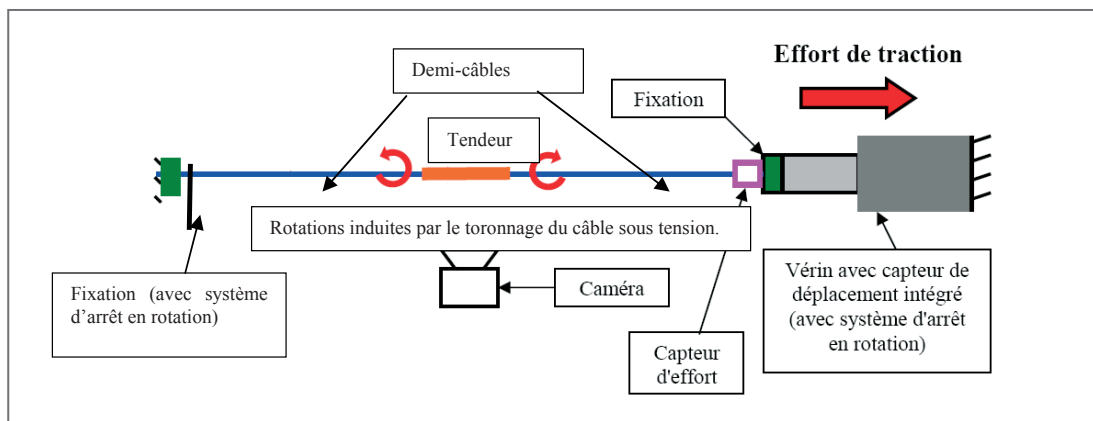 Effort de traction
Demi-câbles
Fixation
Tendeur
Rotations induites par le toronnage du câble sous tension.
Fixation (avec système
d'arrêt en rotation)
Caméra
Capteur
d'effort
Vérin avec capteur de
déplacement intégré
(avec système d'arrêt
en rotation)